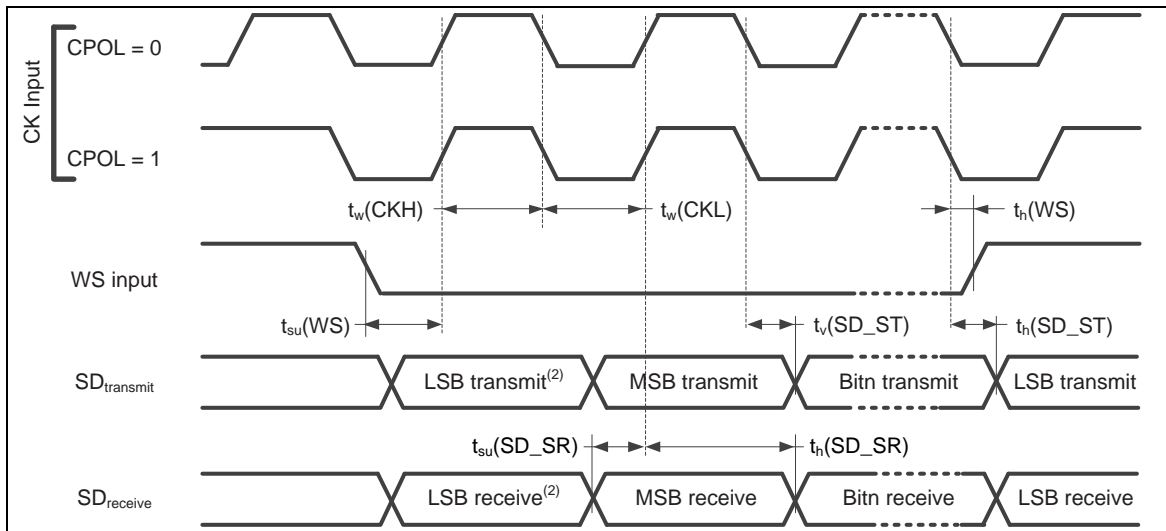 CK Input
CPOL = 0
CPOL = 1
tw(CKH)
tw(CKL)
th(WS)
WS input
tsu(WS)
tv(SD_ST)
th(SD_ST)
SDtransmit
LSB transmit(2)
MSB transmit
Bitn transmit
LSB transmit
tsu(SD_SR)
th(SD_SR)
SDreceive
LSB receive(2)
MSB receive
Bitn receive
LSB receive